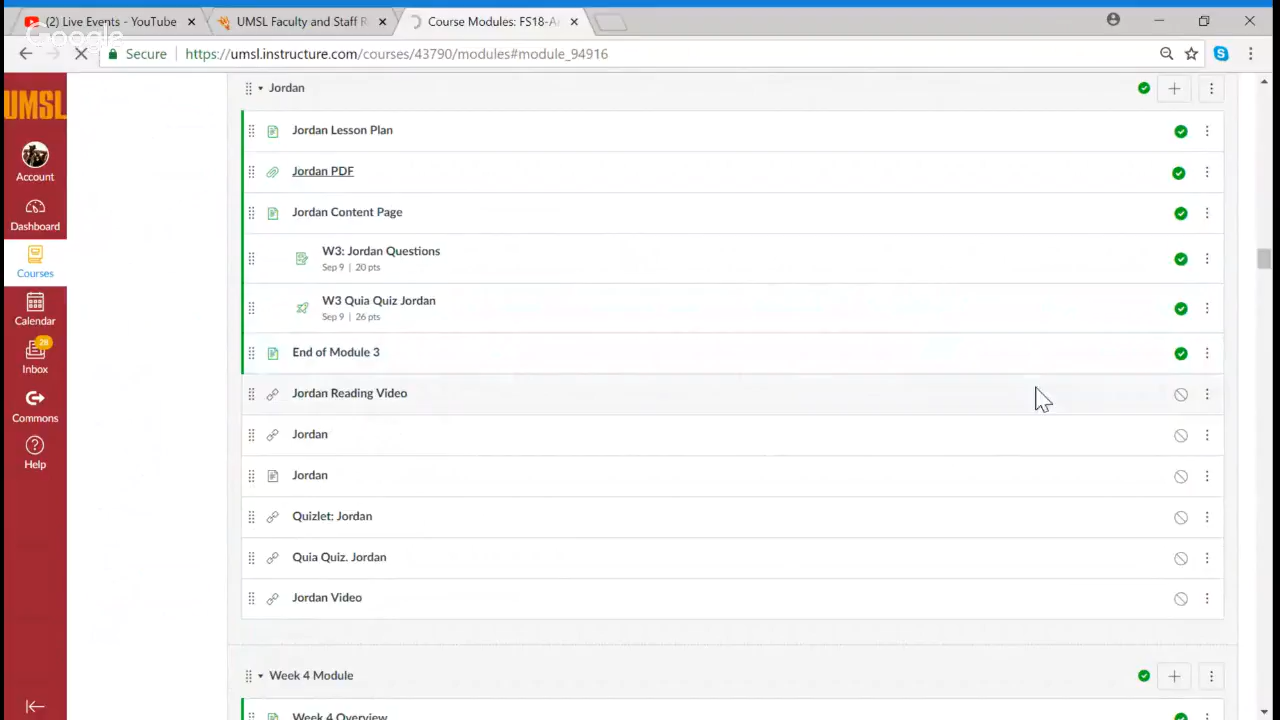 (2) Live Events - YouTube
UMSL Faculty and Staff R
Course Modules: FS18-A
Google
Secure
https://umsl.instructure.com/courses/43790/modules#module_94916
UMSL
Account
Dashboard
Courses
Calendar
28
Inbox
Commons
Help
Jordan
Jordan Lesson Plan
Jordan PDF
Jordan Content Page
W3: Jordan Questions
Sep 9 | 20 pts
W3 Quia Quiz Jordan
Sep 9 | 26 pts
End of Module 3
Jordan Reading Video
Jordan
Jordan
Quizlet: Jordan
Quia Quiz. Jordan
Jordan Video
Week 4 Module
Week 4 Overview